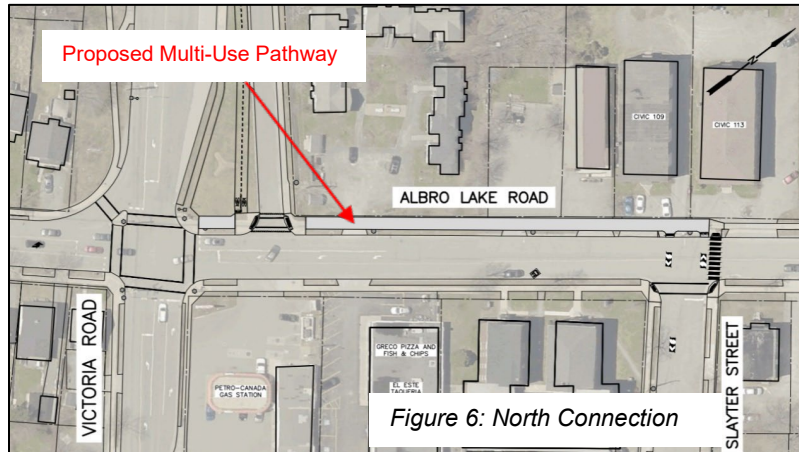 Proposed Multi-Use Pathway
N
CIVIC 109
CIVIC 113
ALBRO LAKE ROAD
VICTORIA ROAD
PETRO-CANADA
GAS STATION
GRECO PIZZA AND
FISH & CHIPS
EL ESTE
TAQUERIA
Figure 6: North Connection
SLAYTER STREET